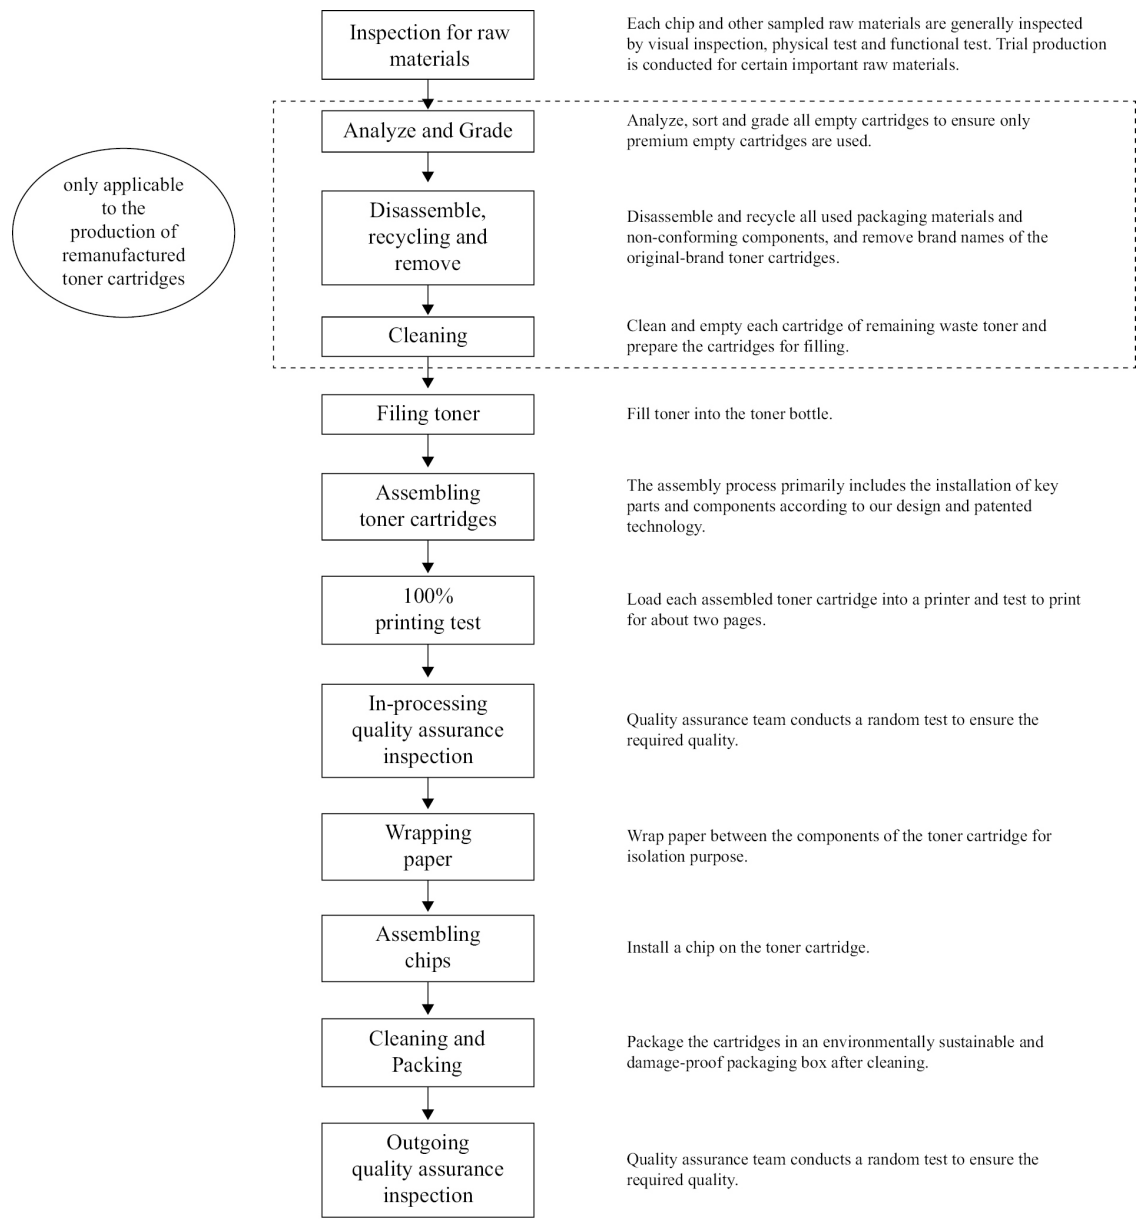 Inspection for raw
materials
Each chip and other sampled raw materials are generally inspected
by visual inspection, physical test and functional test. Trial production
is conducted for certain important raw materials.
only applicable
to the
production of
remanufactured
toner cartridges
Analyze and Grade
Analyze, sort and grade all empty cartridges to ensure only
premium empty cartridges are used.
Disassemble,
recycling and
remove
Disassemble and recycle all used packaging materials and
non-conforming components, and remove brand names of the
original-brand toner cartridges.
Cleaning
Clean and empty each cartridge of remaining waste toner and
prepare the cartridges for filling.
Filing toner
Fill toner into the toner bottle.
Assembling
toner cartridges
The assembly process primarily includes the installation of key
parts and components according to our design and patented
technology.
100%
printing test
Load each assembled toner cartridge into a printer and test to print
for about two pages.
In-processing
quality assurance
inspection
Quality assurance team conducts a random test to ensure the
required quality.
Wrapping
paper
Wrap paper between the components of the toner cartridge for
isolation purpose.
Assembling
chips
Install a chip on the toner cartridge.
Cleaning and
Packing
Package the cartridges in an environmentally sustainable and
damage-proof packaging box after cleaning.
Outgoing
quality assurance
inspection
Quality assurance team conducts a random test to ensure the
required quality.